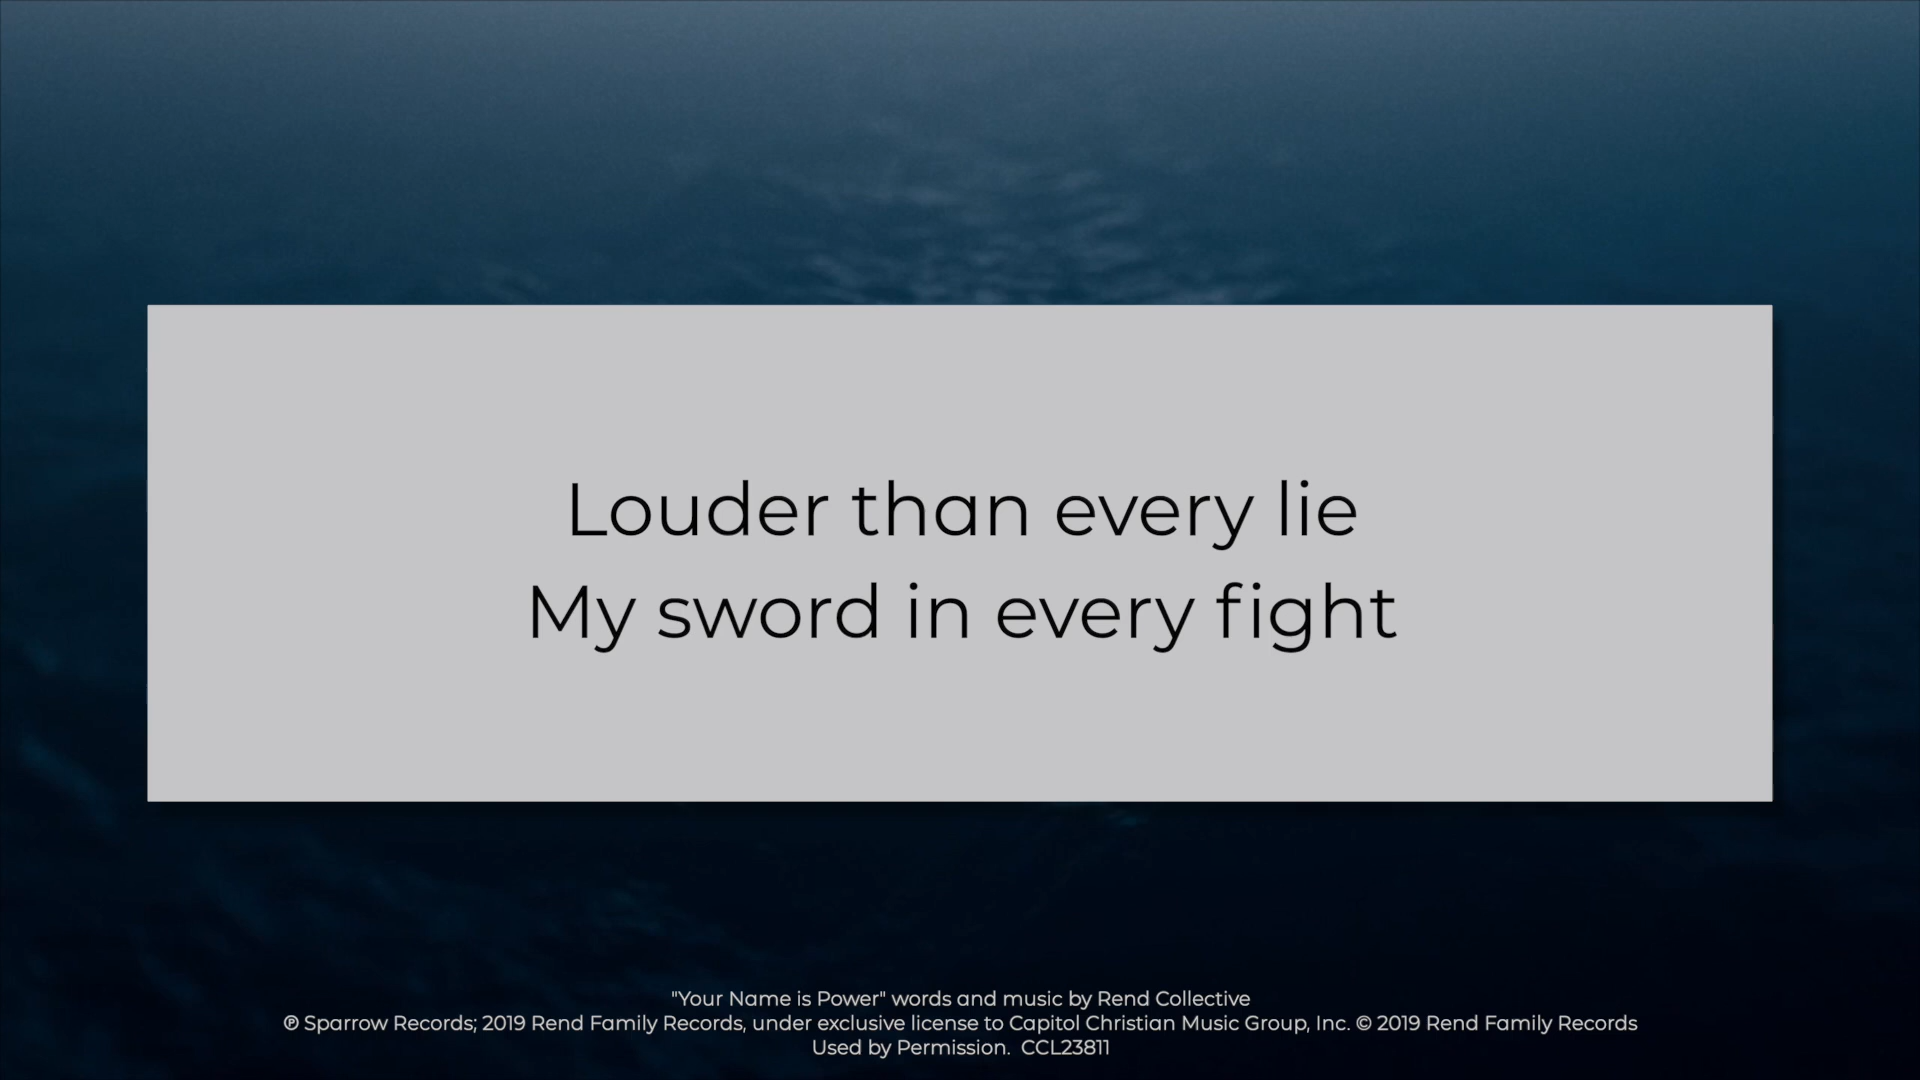 Louder than every lie
My sword in every fight
"Your Name is Power" words and music by Rend Collective
℗ Sparrow Records; 2019 Rend Family Records, under exclusive license to Capitol Christian Music Group, Inc. © 2019 Rend Family Records
Used by Permission.  CCL23811